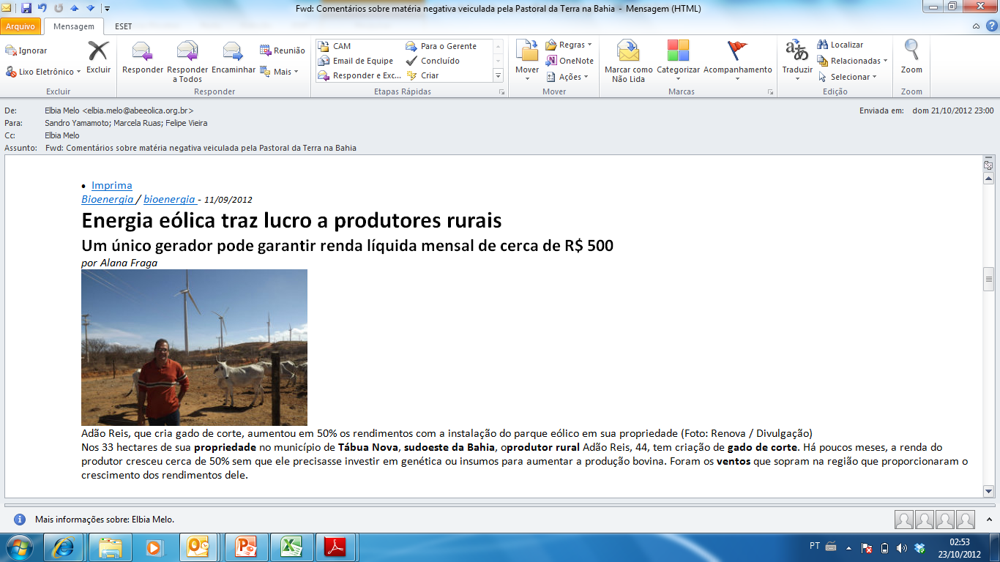 Fwd: Comentários sobre matéria negativa veiculada pela Pastoral da Terra na Bahia - Mensagem (HTML)
Arquivo Mensagem ESET
Ignorar
Lixo Eletrônico
Excluir
Excluir
Responder
Responder a Todos
Encaminhar
Reunião
Mais
Responder
CAM
Email de Equipe
Responder e Exc...
Para o Gerente
Concluído
Criar
Etapas Rápidas
Mover
Regras
OneNote
Ações
Mover
Marcar como Não Lida
Categorizar
Acompanhamento
Marcas
Traduzir
Localizar
Relacionadas
Selecionar
Edição
Zoom
Zoom
De: Elbia Melo <elbia.melo@abeeolica.org.br> Enviada em: dom 21/10/2012 23:00
Para: Sandro Yamamoto; Marcela Ruas; Felipe Vieira
Cc: Elbia Melo
Assunto: Fwd: Comentários sobre matéria negativa veiculada pela Pastoral da Terra na Bahia
• Imprima
Bioenergia / bioenergia - 11/09/2012
Energia eólica traz lucro a produtores rurais
Um único gerador pode garantir renda líquida mensal de cerca de R$ 500
por Alana Fraga
Adão Reis, que cria gado de corte, aumentou em 50% os rendimentos com a instalação do parque eólico em sua propriedade (Foto: Renova / Divulgação)
Nos 33 hectares de sua propriedade no município de Tábua Nova, sudoeste da Bahia, oprodutor rural Adão Reis, 44, tem criação de gado de corte. Há poucos meses, a renda do
produtor cresceu cerca de 50% sem que ele precisasse investir em genética ou insumos para aumentar a produção bovina. Foram os ventos que sopram na região que proporcionaram o
crescimento dos rendimentos dele.
Mais informações sobre: Elbia Melo.
PT
02:53
23/10/2012